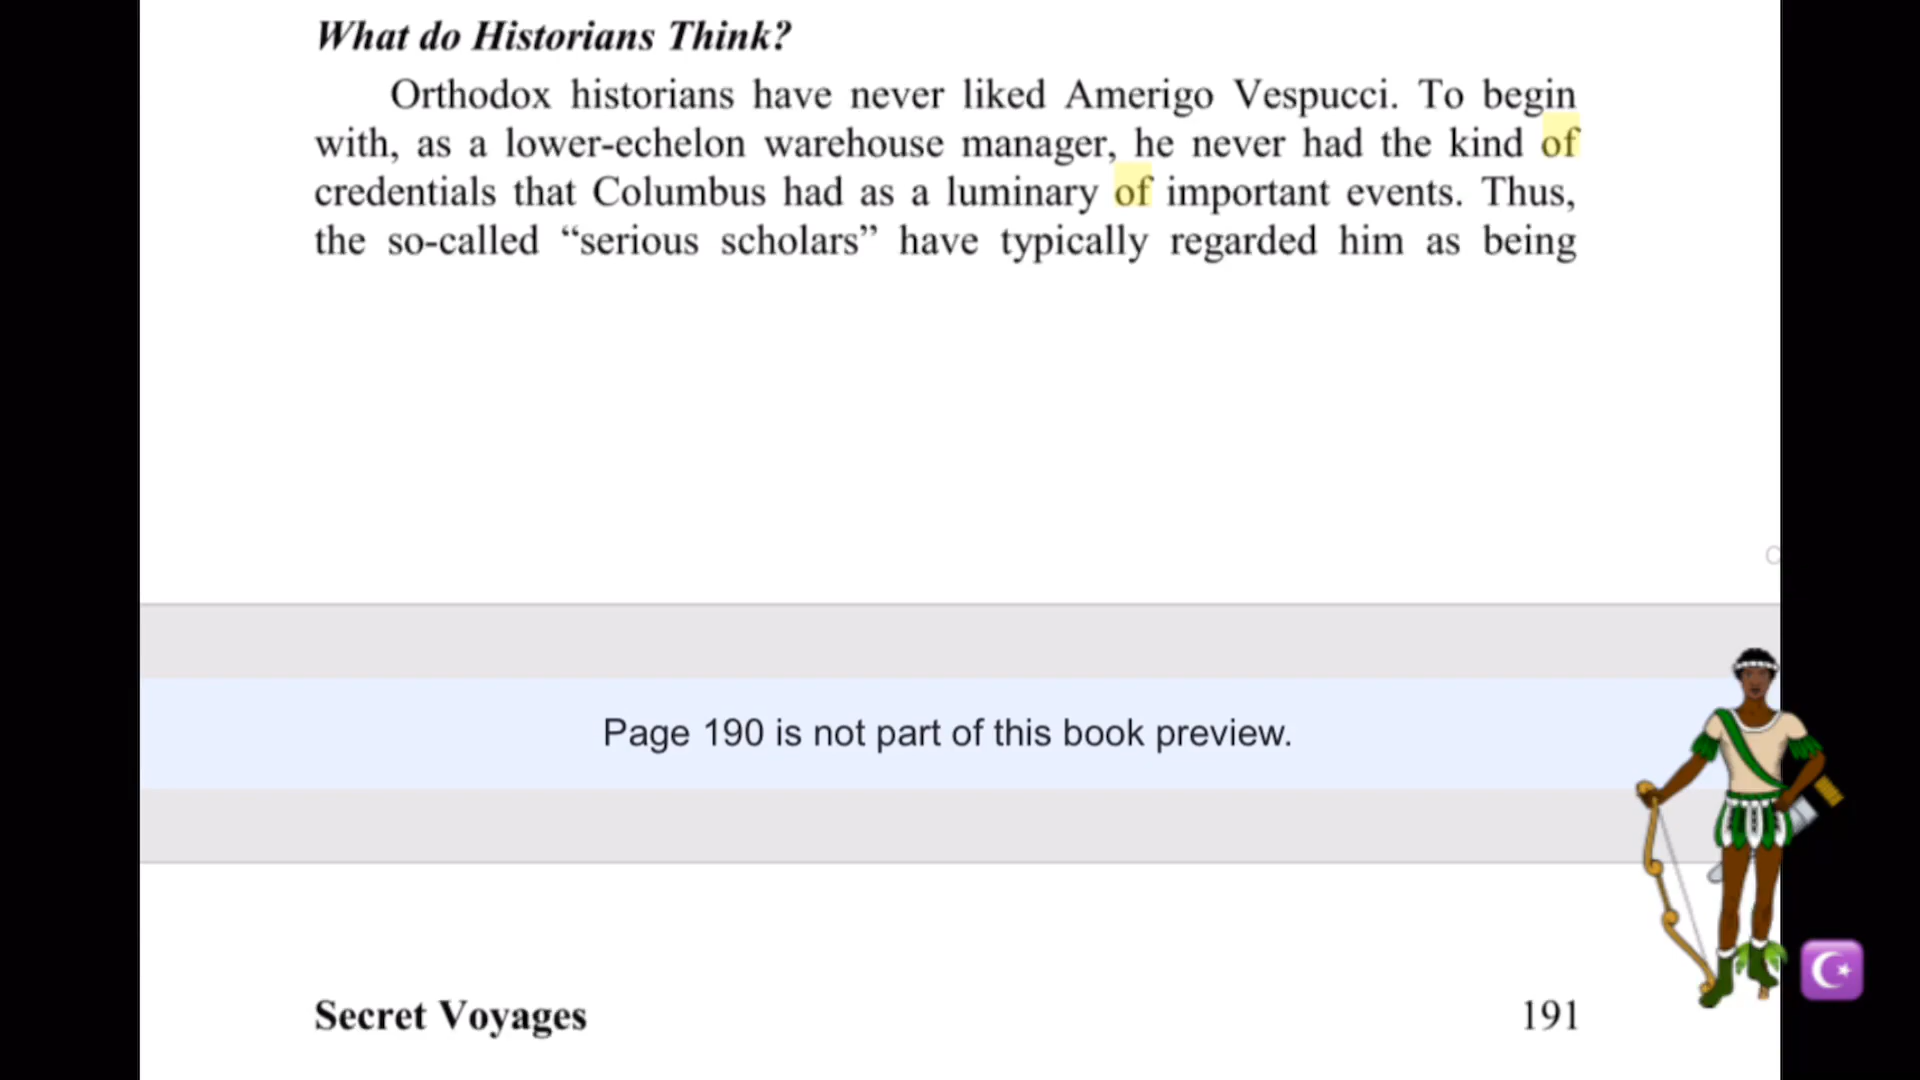 What do Historians Think?
Orthodox historians have never liked Amerigo Vespucci. To begin
with, as a lower-echelon warehouse manager, he never had the kind of
credentials that Columbus had as a luminary of important events. Thus,
the so-called “serious scholars” have typically regarded him as being
Page 190 is not part of this book preview.
Secret Voyages 191